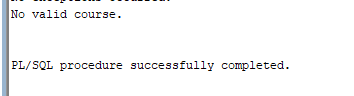 No valid course.
PL/SQL procedure successfully completed.